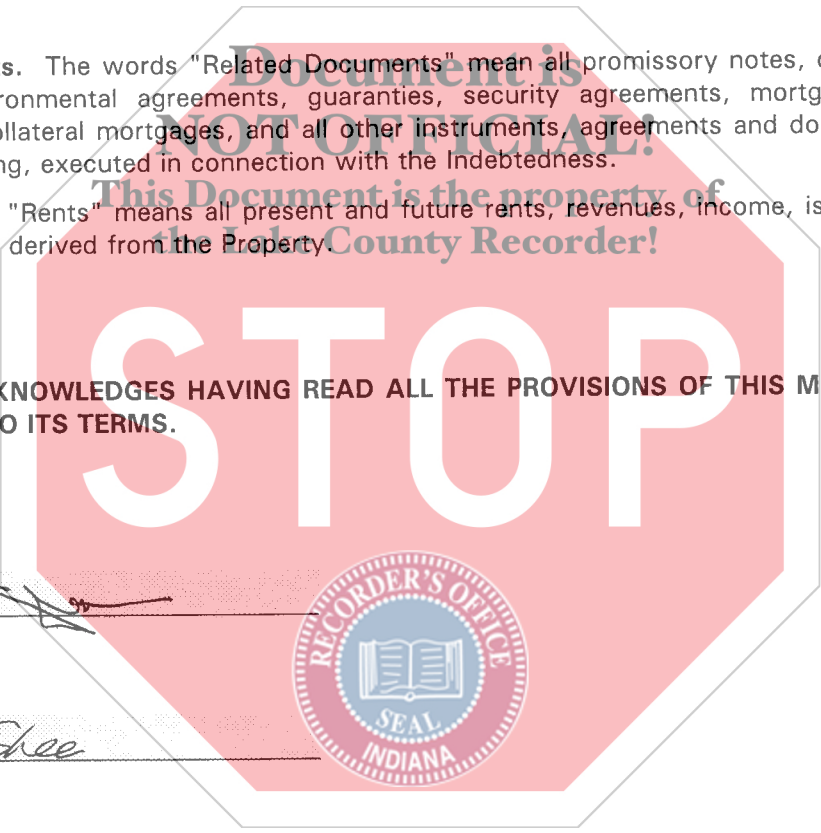 Document is
s. The words "Related Documents" mean all promissory notes,
ronmental agreements, guaranties, security agreements, mortg
NOT OFFICIAL!
ollateral mortgages, and all other instruments, agreements and do
ng, executed in connection with the Indebtedness.
This Document is the property of
"Rents" means all present and future rents, revenues, income, is
the Lake County Recorder!
derived from the Property.
STOP
KNOWLEDGES HAVING READ ALL THE PROVISIONS OF THIS M
O ITS TERMS.
RECORDER'S OFFICE
SEAL
INDIANA